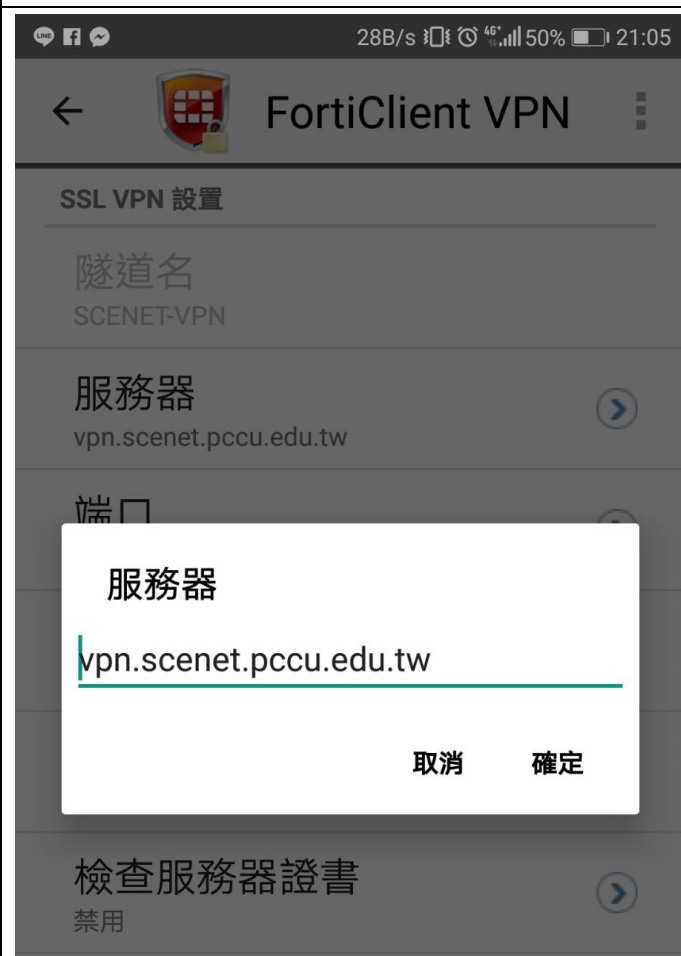 LINE
28B/s 4G+ 50% 21:05
FortiClient VPN
SSL VPN 設置
隧道名
SCENET-VPN
服務器
vpn.scenet.pccu.edu.tw
端口
服務器
vpn.scenet.pccu.edu.tw
取消 確定
檢查服務器證書
禁用